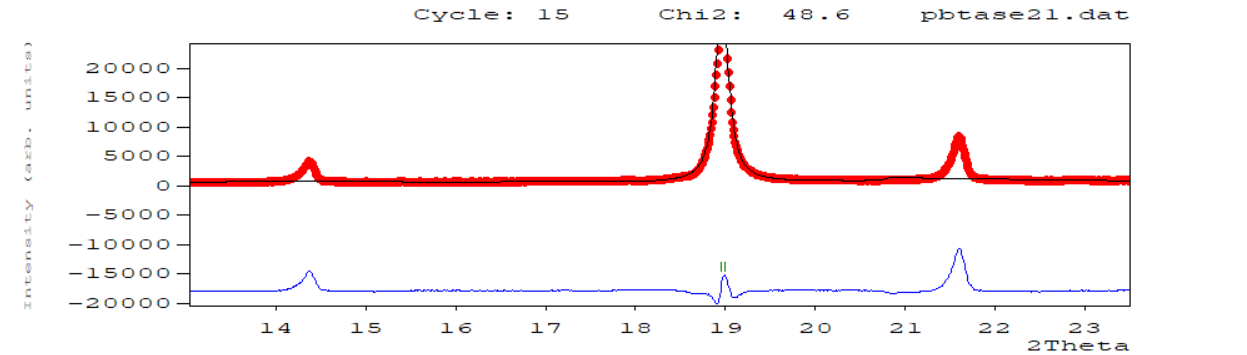 Cycle: 15 Chi2: 48.6 pbtase21.dat
Intensity (arb. units)
20000
15000
10000
5000
0
-5000
-10000
-15000
-20000
14 15 16 17 18 19 20 21 22 23
2Theta